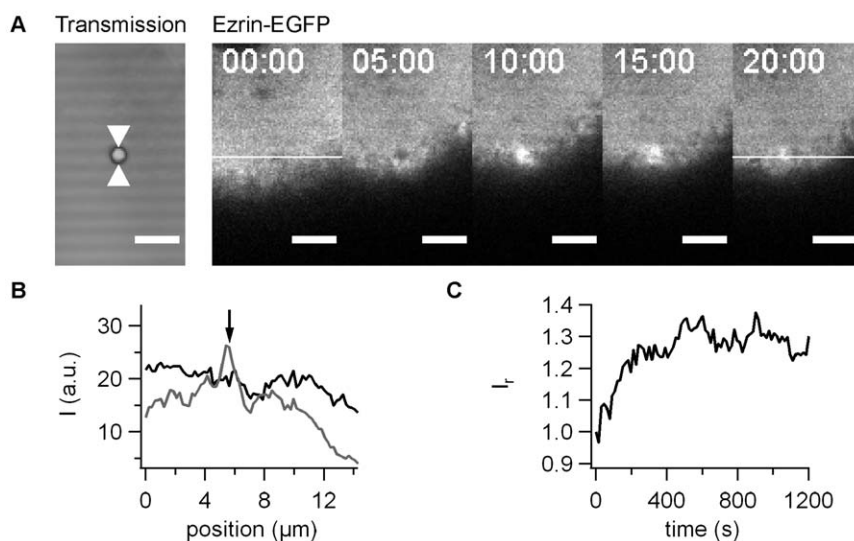 A Transmission Ezrin-EGFP
00:00 05:00 10:00 15:00 20:00
B
I (a.u.)
30
20
10
0 4 8 12
position (µm)
C
Ir
1.4
1.3
1.2
1.1
1.0
0.9
0 400 800 1200
time (s)